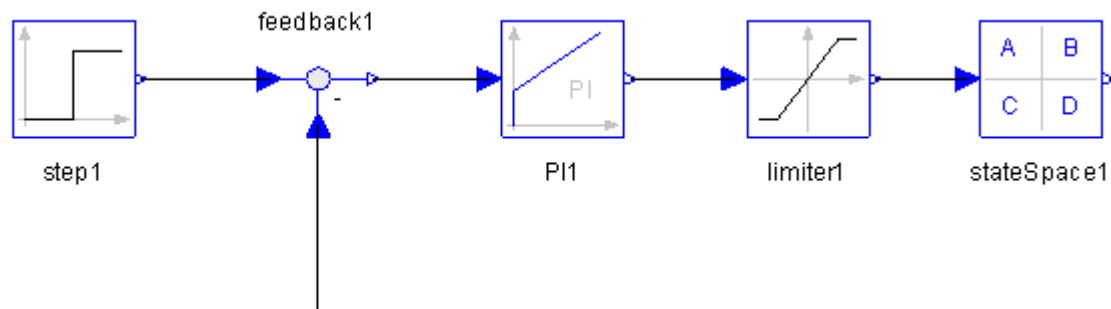 feedback1
-
PI
A B
C D
step1
PI1
limiter1
stateSpace1